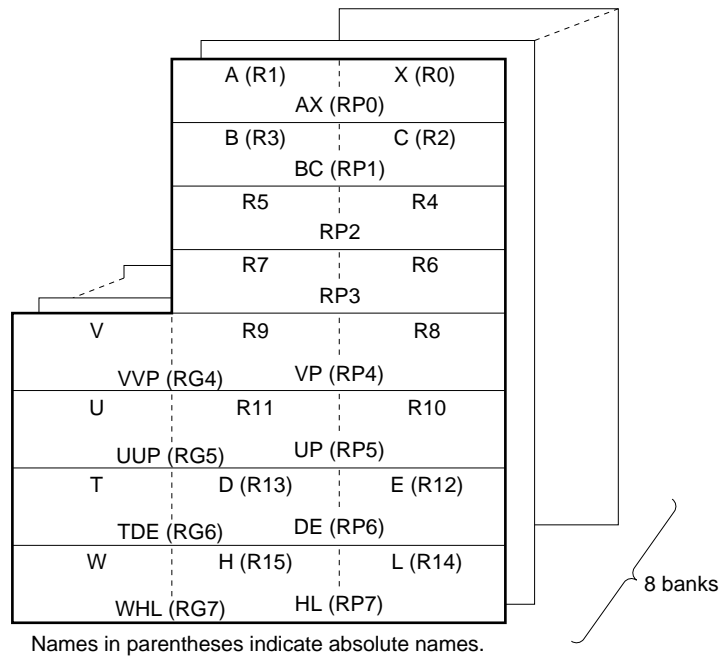 A (R1) X (R0)
AX (RP0)
B (R3) C (R2)
BC (RP1)
R5 R4
RP2
R7 R6
RP3
V R9 R8
VVP (RG4) VP (RP4)
U R11 R10
UUP (RG5) UP (RP5)
T D (R13) E (R12)
TDE (RG6) DE (RP6)
W H (R15) L (R14)
WHL (RG7) HL (RP7)
8 banks
Names in parentheses indicate absolute names.